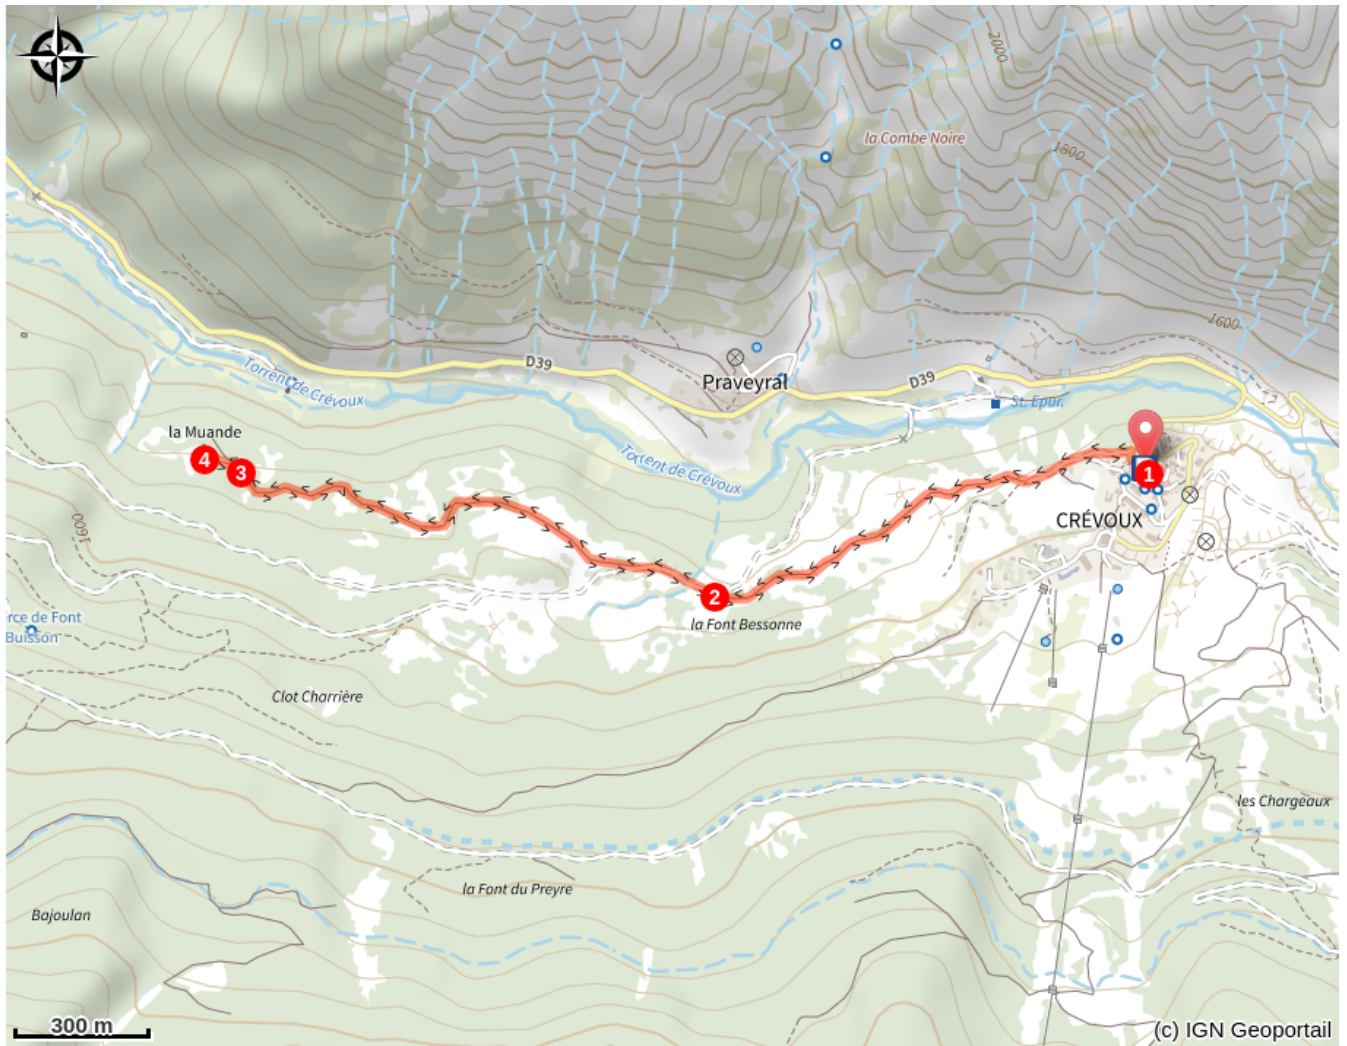 2000
la Combe Noire
1800
1600
D39
Praveyral
D39
Torrent de Crévoux
St. Epur.
la Muande
4
3
Torrent de Crévoux
1
CRÉVOUX
1600
2
la Font Bessonne
rce de Font
Buisson
Clot Charrière
les Chargeaux
la Font du Preyre
Bajoulan
300 m
(c) IGN Geoportail